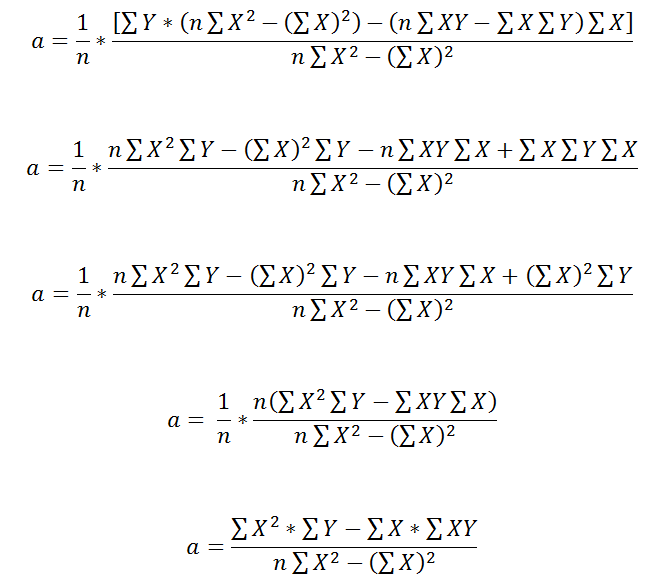 a = 1/n * [∑Y * (n∑X² − (∑X)²) − (n∑XY − ∑X∑Y)∑X] / n∑X² − (∑X)²
a = 1/n * n∑X²∑Y − (∑X)²∑Y − n∑XY∑X + ∑X∑Y∑X / n∑X² − (∑X)²
a = 1/n * n∑X²∑Y − (∑X)²∑Y − n∑XY∑X + (∑X)²∑Y / n∑X² − (∑X)²
a = 1/n * n(∑X²∑Y − ∑XY∑X) / n∑X² − (∑X)²
a = ∑X² * ∑Y − ∑X * ∑XY / n∑X² − (∑X)²